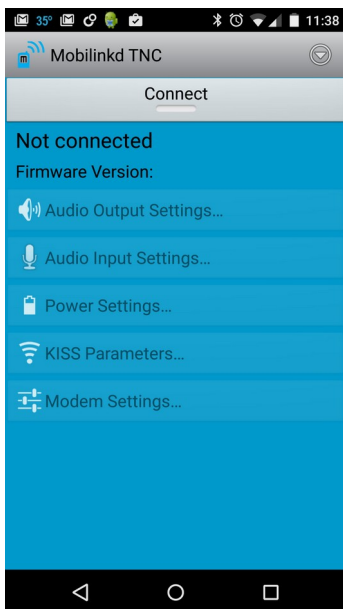 35° 11:38
m Mobilinkd TNC
Connect
Not connected
Firmware Version:
Audio Output Settings...
Audio Input Settings...
Power Settings...
KISS Parameters...
Modem Settings...